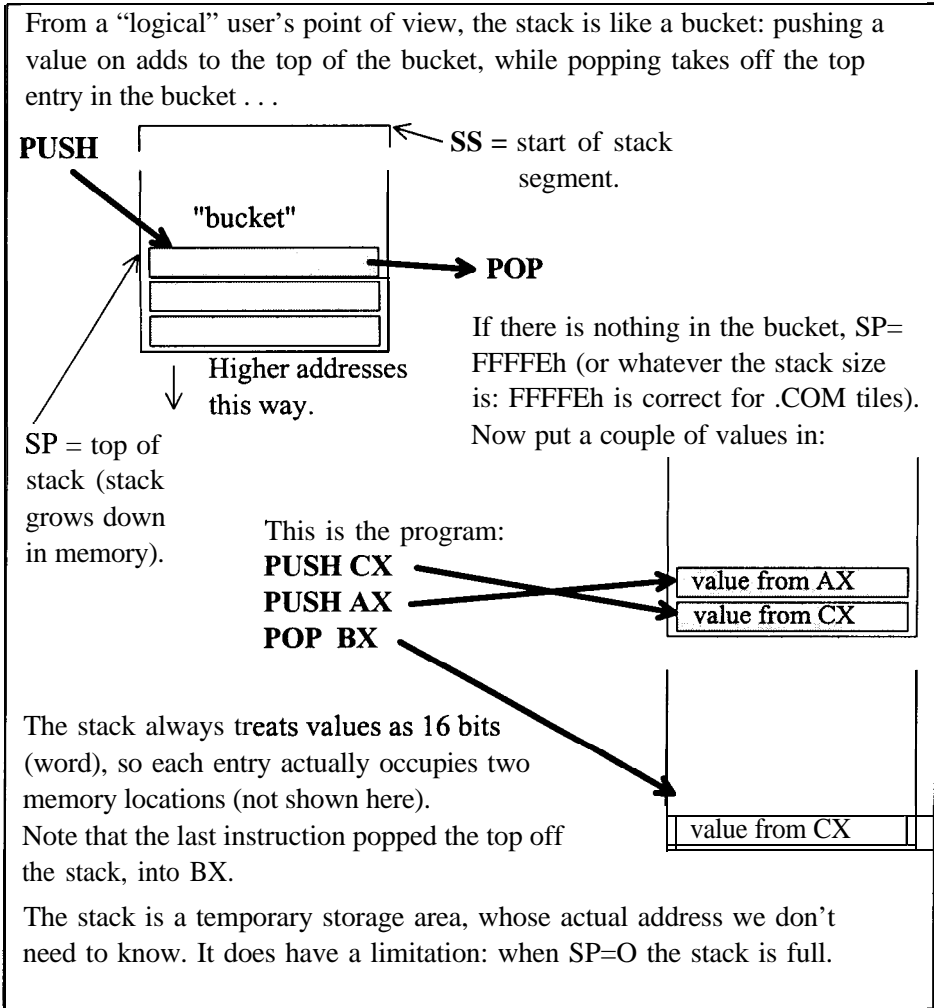 From a “logical” user’s point of view, the stack is like a bucket: pushing a
value on adds to the top of the bucket, while popping takes off the top
entry in the bucket . . .
PUSH
SS = start of stack
segment.
"bucket"
POP
Higher addresses
this way.
SP = top of
stack (stack
grows down
in memory).
If there is nothing in the bucket, SP=
FFFFEh (or whatever the stack size
is: FFFFEh is correct for .COM tiles).
Now put a couple of values in:
This is the program:
PUSH CX
PUSH AX
POP BX
value from AX
value from CX
value from CX
The stack always treats values as 16 bits
(word), so each entry actually occupies two
memory locations (not shown here).
Note that the last instruction popped the top off
the stack, into BX.
The stack is a temporary storage area, whose actual address we don’t
need to know. It does have a limitation: when SP=O the stack is full.